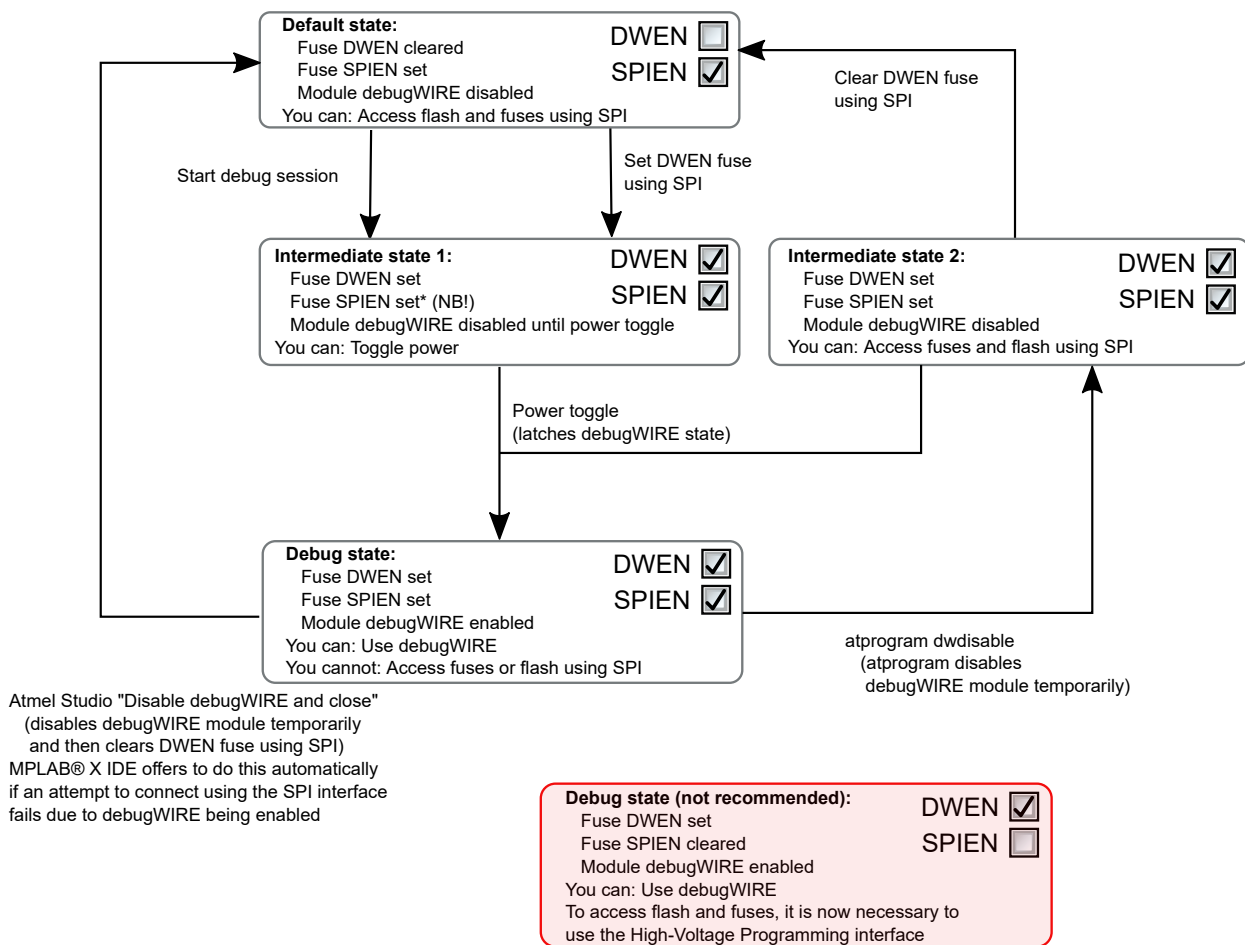 Default state:
Fuse DWEN cleared
Fuse SPIEN set
Module debugWIRE disabled
You can: Access flash and fuses using SPI
DWEN
SPIEN
Clear DWEN fuse
using SPI
Start debug session
Set DWEN fuse
using SPI
Intermediate state 1:
Fuse DWEN set
Fuse SPIEN set* (NB!)
Module debugWIRE disabled until power toggle
You can: Toggle power
DWEN
SPIEN
Intermediate state 2:
Fuse DWEN set
Fuse SPIEN set
Module debugWIRE disabled
You can: Access fuses and flash using SPI
DWEN
SPIEN
Power toggle
(latches debugWIRE state)
Debug state:
Fuse DWEN set
Fuse SPIEN set
Module debugWIRE enabled
You can: Use debugWIRE
You cannot: Access fuses or flash using SPI
DWEN
SPIEN
atprogram dwdisable
(atprogram disables
debugWIRE module temporarily)
Atmel Studio "Disable debugWIRE and close"
(disables debugWIRE module temporarily
and then clears DWEN fuse using SPI)
MPLAB® X IDE offers to do this automatically
if an attempt to connect using the SPI interface
fails due to debugWIRE being enabled
Debug state (not recommended):
Fuse DWEN set
Fuse SPIEN cleared
Module debugWIRE enabled
You can: Use debugWIRE
To access flash and fuses, it is now necessary to
use the High-Voltage Programming interface
DWEN
SPIEN